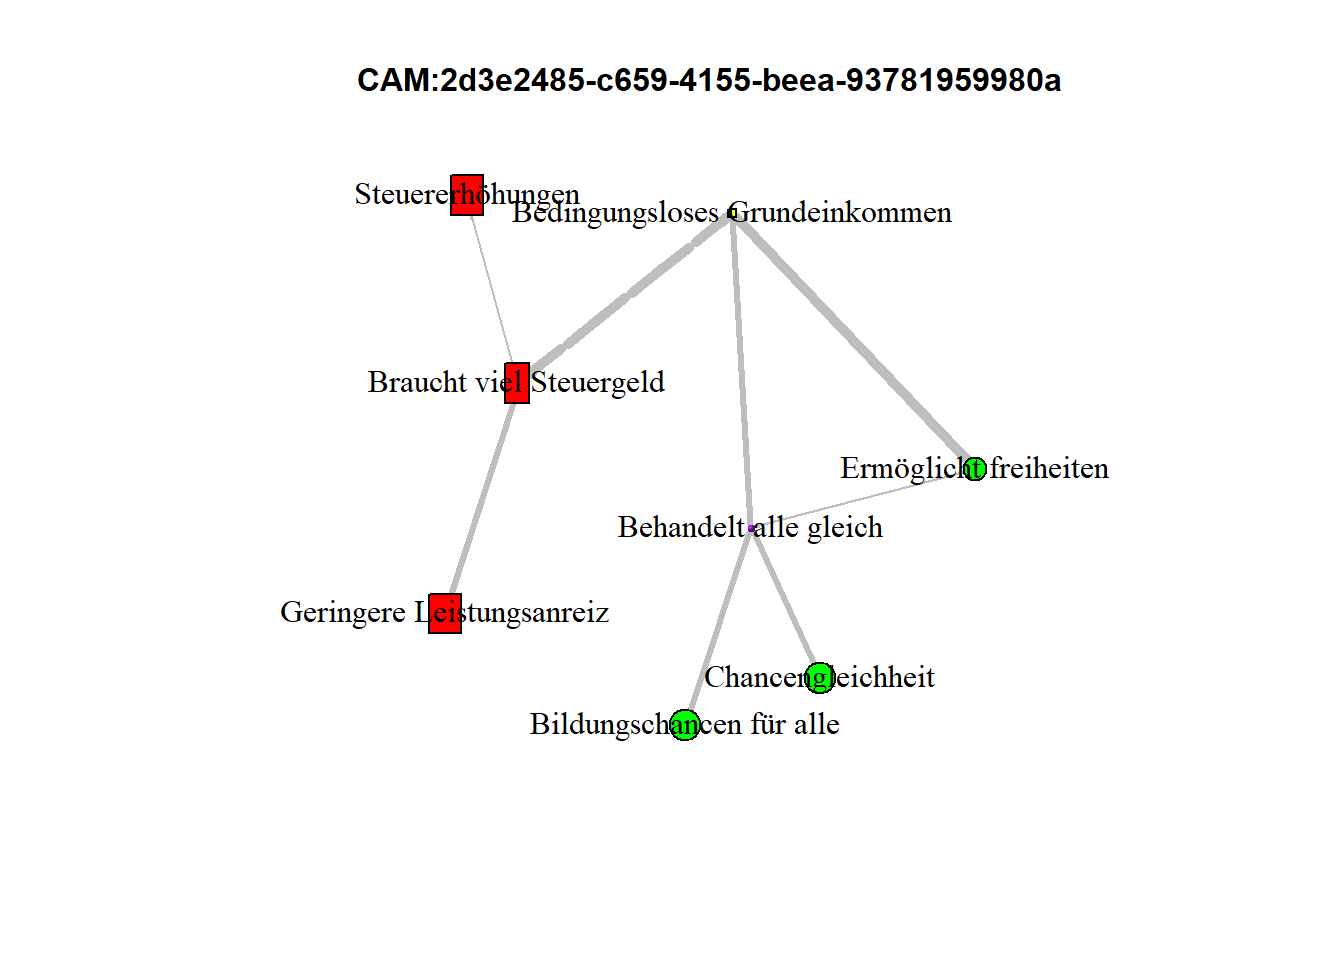 CAM:2d3e2485-c659-4155-beea-93781959980a
Steuererhöhungen
Bedingungsloses Grundeinkommen
Braucht viel Steuergeld
Ermöglicht freiheiten
Behandelt alle gleich
Geringere Leistungsanreiz
Chancengleichheit
Bildungschancen für alle